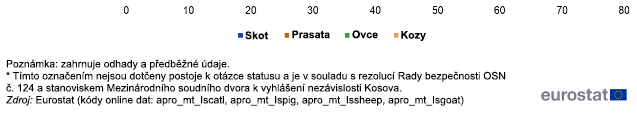 0 10 20 30 40 50 60 70 80
Skot Prasata Ovce Kozy
Poznámka: zahrnuje odhady a předběžné údaje.
* Tímto označením nejsou dotčeny postoje k otázce statusu a je v souladu s rezolucí Rady bezpečnosti OSN
č. 124 a stanoviskem Mezinárodního soudního dvora k vyhlášení nezávislosti Kosova.
Zdroj: Eurostat (kódy online dat: apro_mt_lscatl, apro_mt_lspig, apro_mt_lssheep, apro_mt_lsgoat)
eurostat